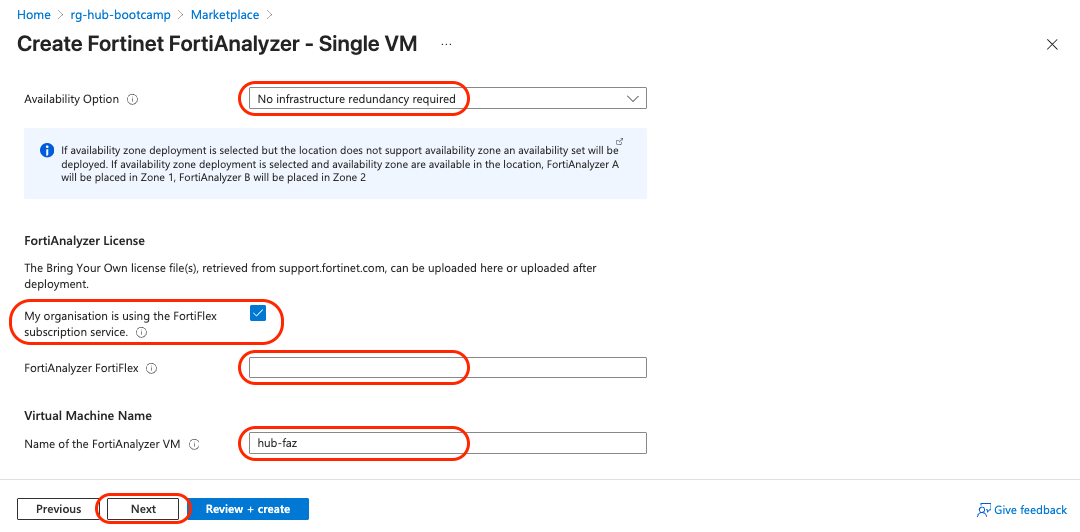 Home > rg-hub-bootcamp > Marketplace >
Create Fortinet FortiAnalyzer - Single VM ...
Availability Option
No infrastructure redundancy required
If availability zone deployment is selected but the location does not support availability zone an availability set will be
deployed. If availability zone deployment is selected and availability zone are available in the location, FortiAnalyzer A
will be placed in Zone 1, FortiAnalyzer B will be placed in Zone 2
FortiAnalyzer License
The Bring Your Own license file(s), retrieved from support.fortinet.com, can be uploaded here or uploaded after
deployment.
My organisation is using the FortiFlex
subscription service.
FortiAnalyzer FortiFlex
Virtual Machine Name
Name of the FortiAnalyzer VM
hub-faz
Previous
Next
Review + create
Give feedback